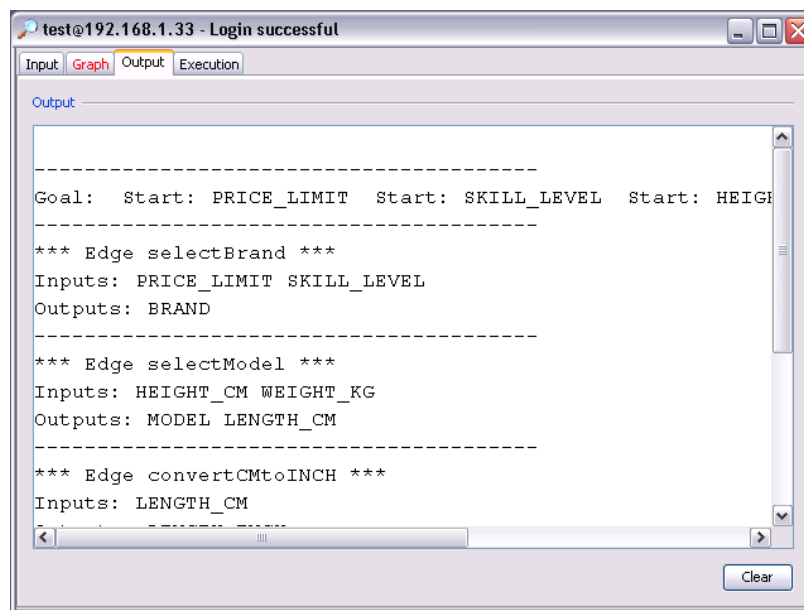 test@192.168.1.33 - Login successful
Input Graph Output Execution
Output
----------------------------------------
Goal:  Start: PRICE_LIMIT  Start: SKILL_LEVEL  Start:
----------------------------------------
*** Edge selectBrand ***
Inputs: PRICE_LIMIT SKILL_LEVEL
Outputs: BRAND
----------------------------------------
*** Edge selectModel ***
Inputs: HEIGHT_CM WEIGHT_KG
Outputs: MODEL LENGTH_CM
----------------------------------------
*** Edge convertCMtoINCH ***
Inputs: LENGTH_CM
Clear